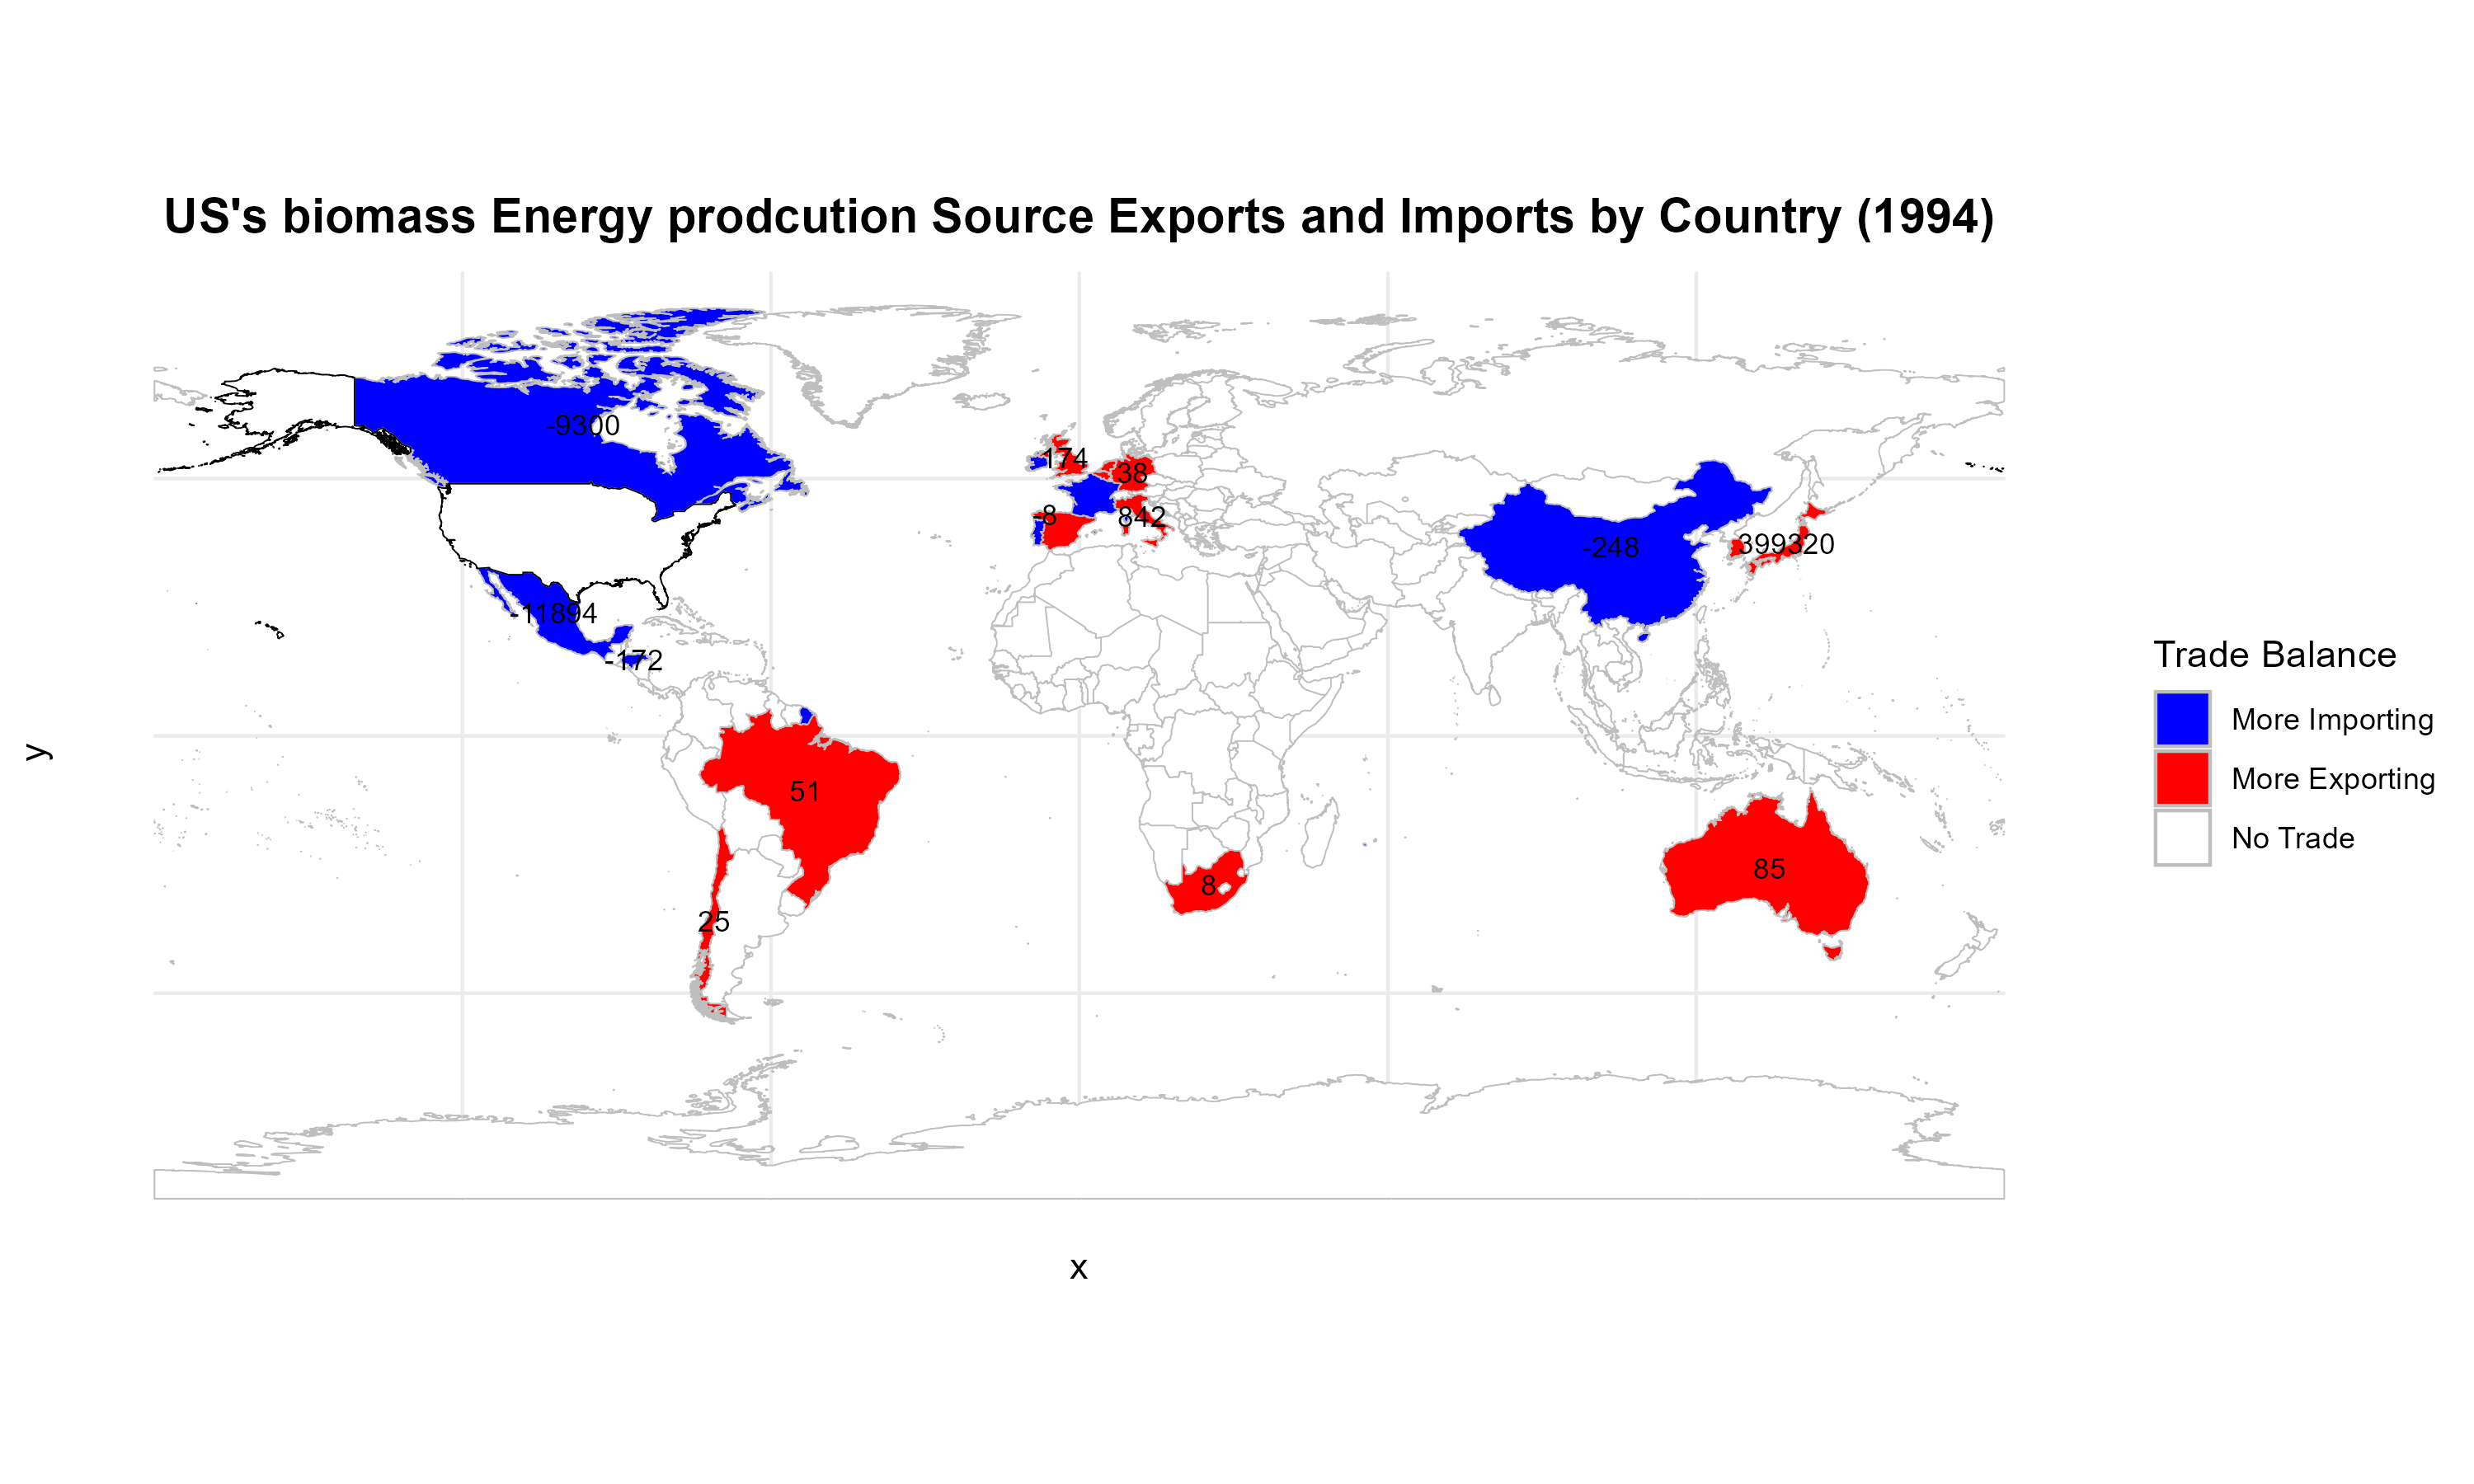 US's biomass Energy prodcution Source Exports and Imports by Country (1994)
-9300
174
38
-8
842
-248
399320
-11894
-172
51
85
8
25
y
x
Trade Balance
More Importing
More Exporting
No Trade